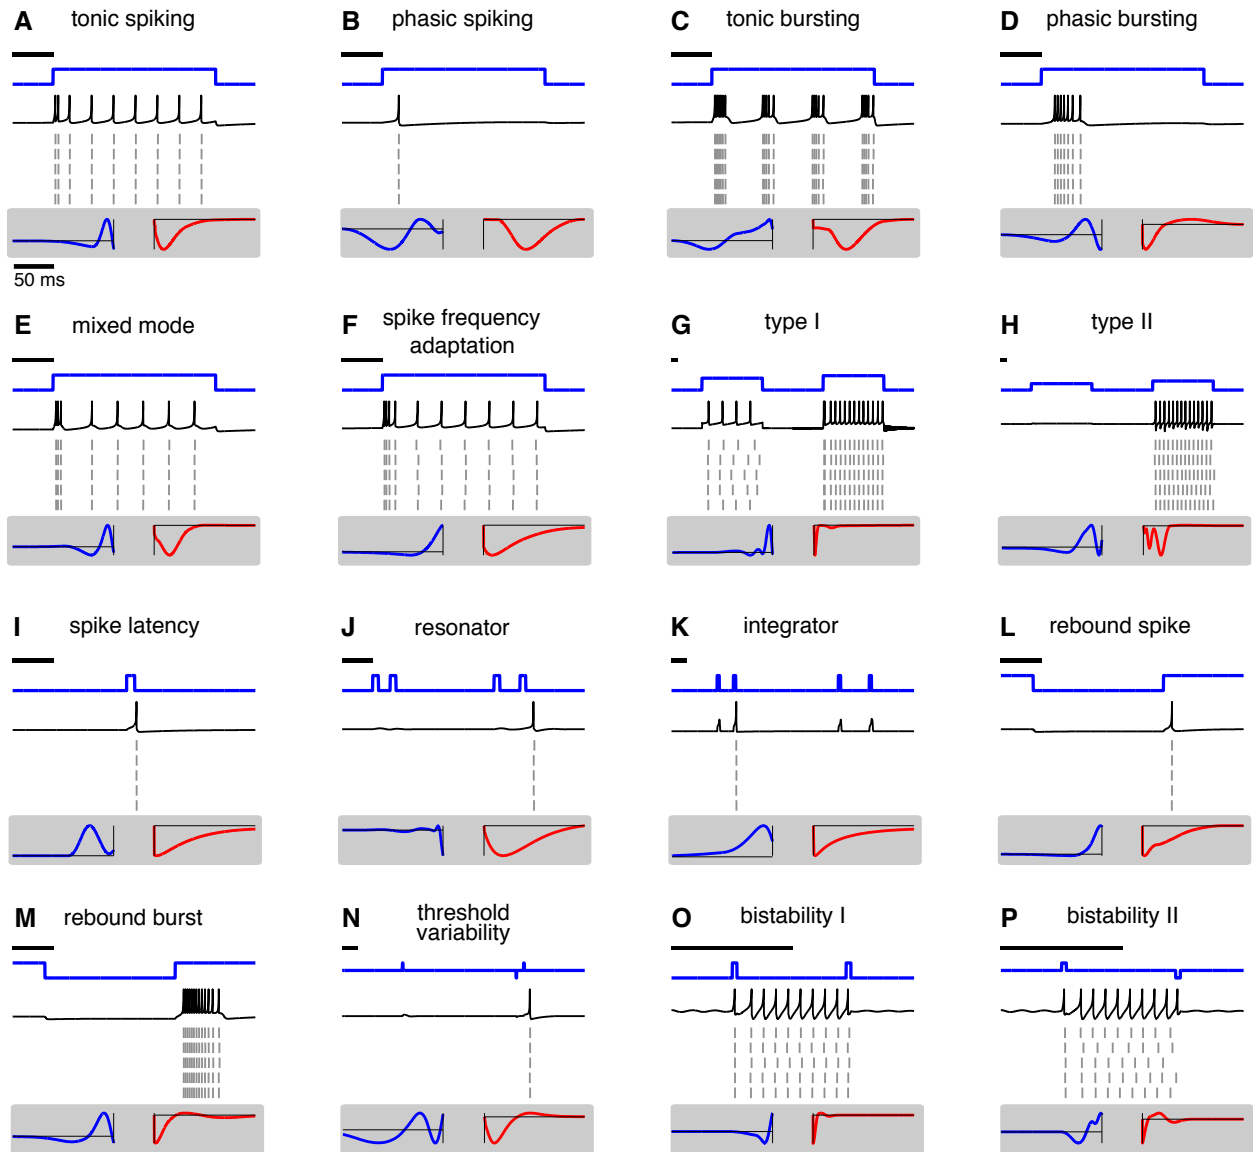 A tonic spiking
B phasic spiking
C tonic bursting
D phasic bursting
50 ms
E mixed mode
F spike frequency
adaptation
G type I
H type II
I spike latency
J resonator
K integrator
L rebound spike
M rebound burst
N threshold
variability
O bistability I
P bistability II